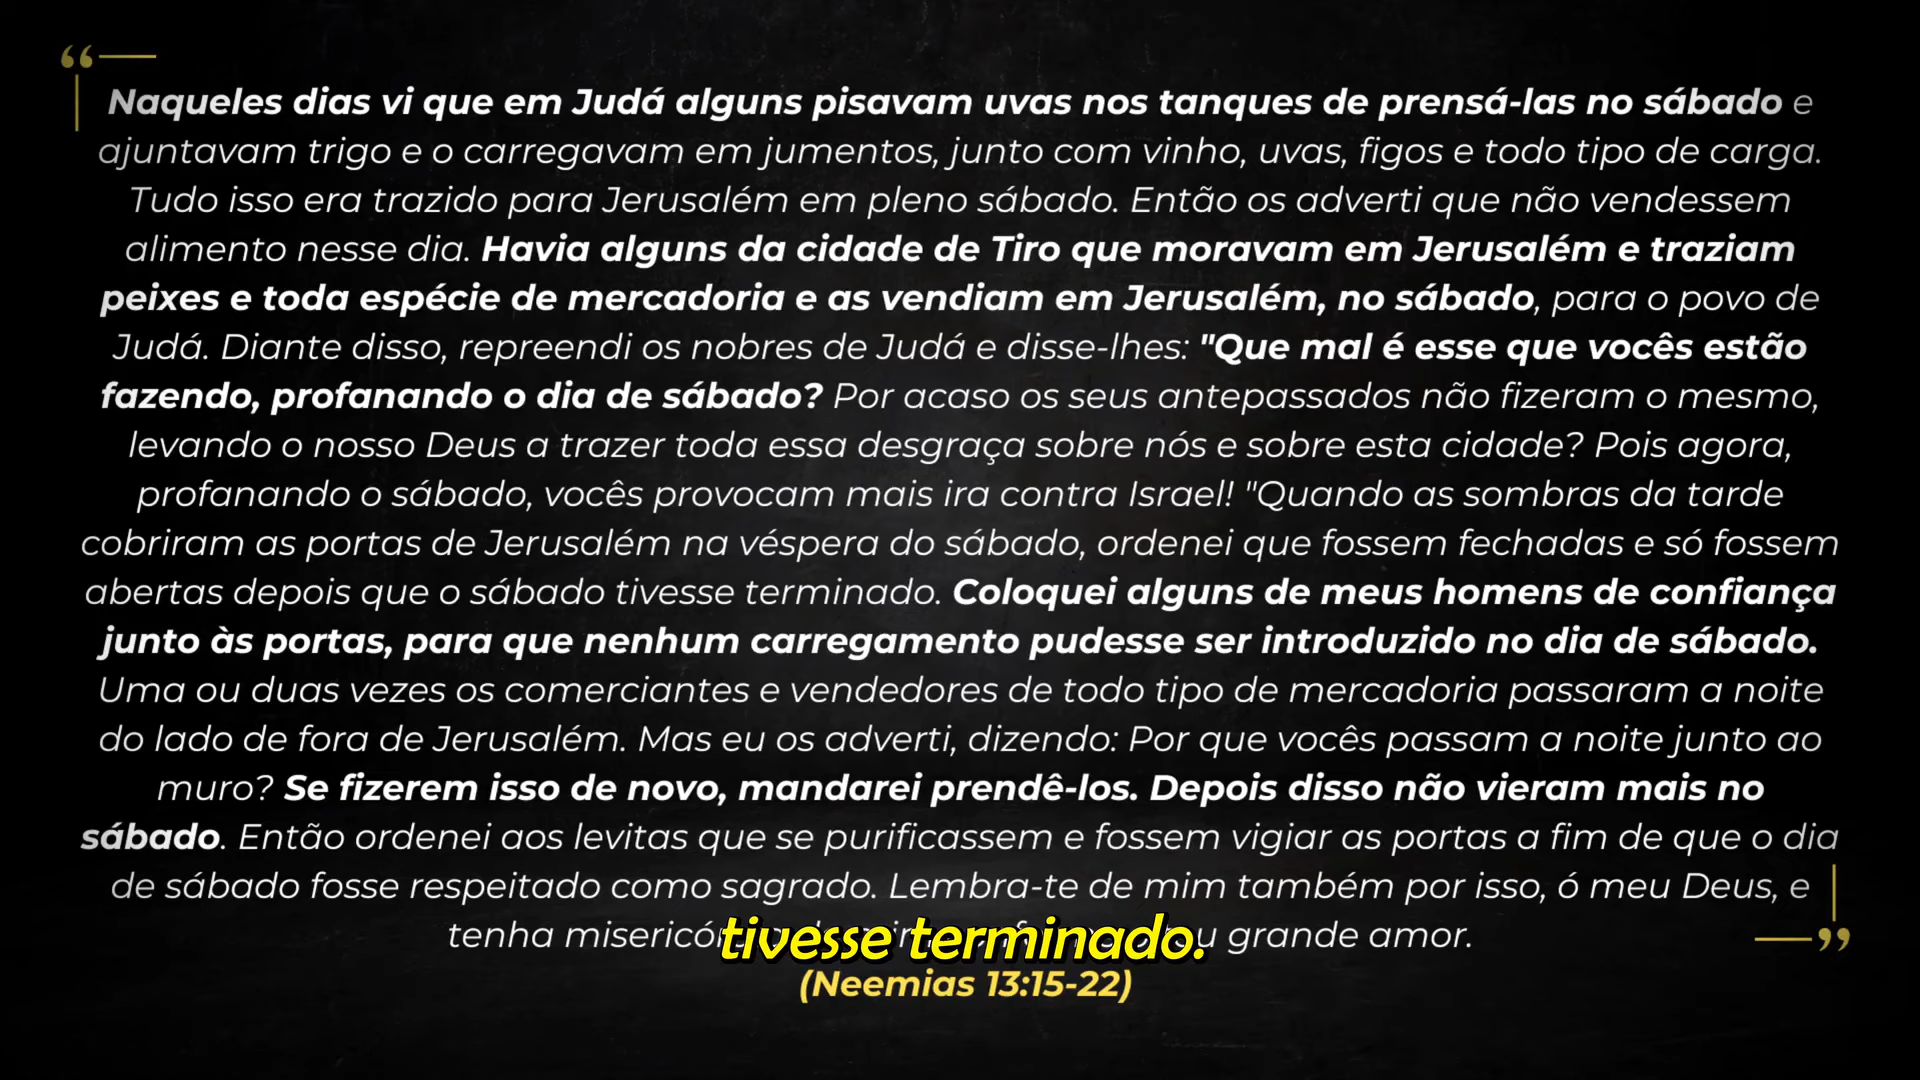 “
Naqueles dias vi que em Judá alguns pisavam uvas nos tanques de prensá-las no sábado e
ajuntavam trigo e o carregavam em jumentos, junto com vinho, uvas, figos e todo tipo de carga.
Tudo isso era trazido para Jerusalém em pleno sábado. Então os adverti que não vendessem
alimento nesse dia. Havia alguns da cidade de Tiro que moravam em Jerusalém e traziam
peixes e toda espécie de mercadoria e as vendiam em Jerusalém, no sábado, para o povo de
Judá. Diante disso, repreendi os nobres de Judá e disse-lhes: "Que mal é esse que vocês estão
fazendo, profanando o dia de sábado? Por acaso os seus antepassados não fizeram o mesmo,
levando o nosso Deus a trazer toda essa desgraça sobre nós e sobre esta cidade? Pois agora,
profanando o sábado, vocês provocam mais ira contra Israel! "Quando as sombras da tarde
cobriram as portas de Jerusalém na véspera do sábado, ordenei que fossem fechadas e só fossem
abertas depois que o sábado tivesse terminado. Coloquei alguns de meus homens de confiança
junto às portas, para que nenhum carregamento pudesse ser introduzido no dia de sábado.
Uma ou duas vezes os comerciantes e vendedores de todo tipo de mercadoria passaram a noite
do lado de fora de Jerusalém. Mas eu os adverti, dizendo: Por que vocês passam a noite junto ao
muro? Se fizerem isso de novo, mandarei prendê-los. Depois disso não vieram mais no
sábado. Então ordenei aos levitas que se purificassem e fossem vigiar as portas a fim de que o dia
de sábado fosse respeitado como sagrado. Lembra-te de mim também por isso, ó meu Deus, e
tenha grande amor.
”
tivesse terminado.
(Neemias 13:15-22)